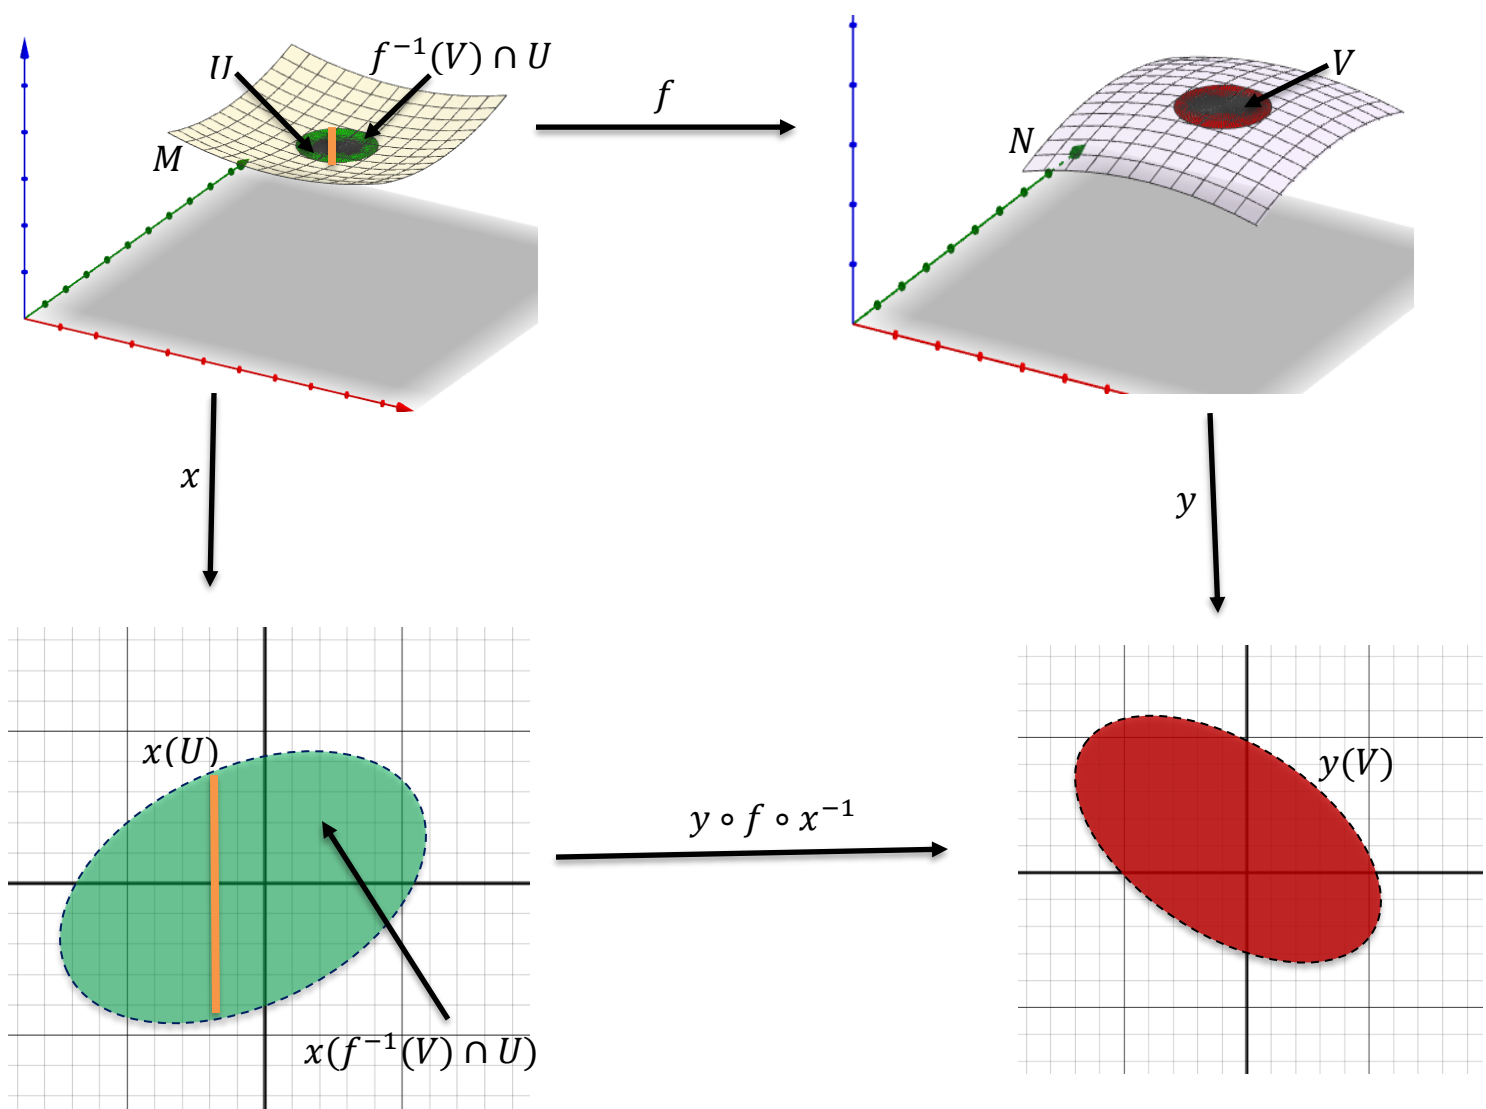 U
f⁻¹(V) ∩ U
f
V
M
N
x
y
x(U)
y(V)
y ∘ f ∘ x⁻¹
x(f⁻¹(V) ∩ U)